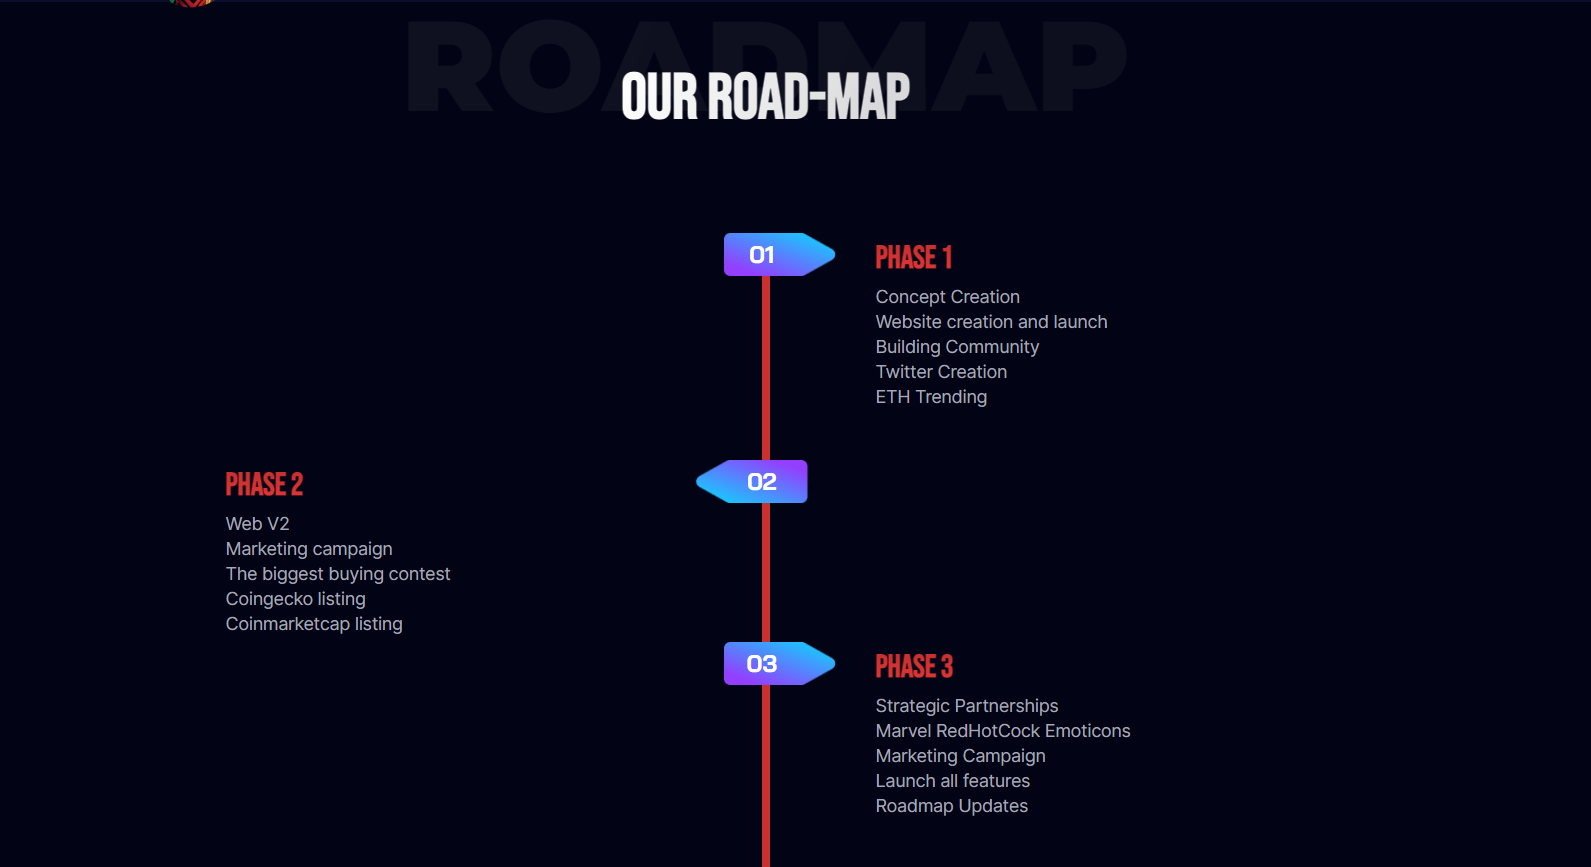 ROADMAP
OUR ROAD-MAP
01
PHASE 1
Concept Creation
Website creation and launch
Building Community
Twitter Creation
ETH Trending
02
PHASE 2
Web V2
Marketing campaign
The biggest buying contest
Coingecko listing
Coinmarketcap listing
03
PHASE 3
Strategic Partnerships
Marvel RedHotCock Emoticons
Marketing Campaign
Launch all features
Roadmap Updates